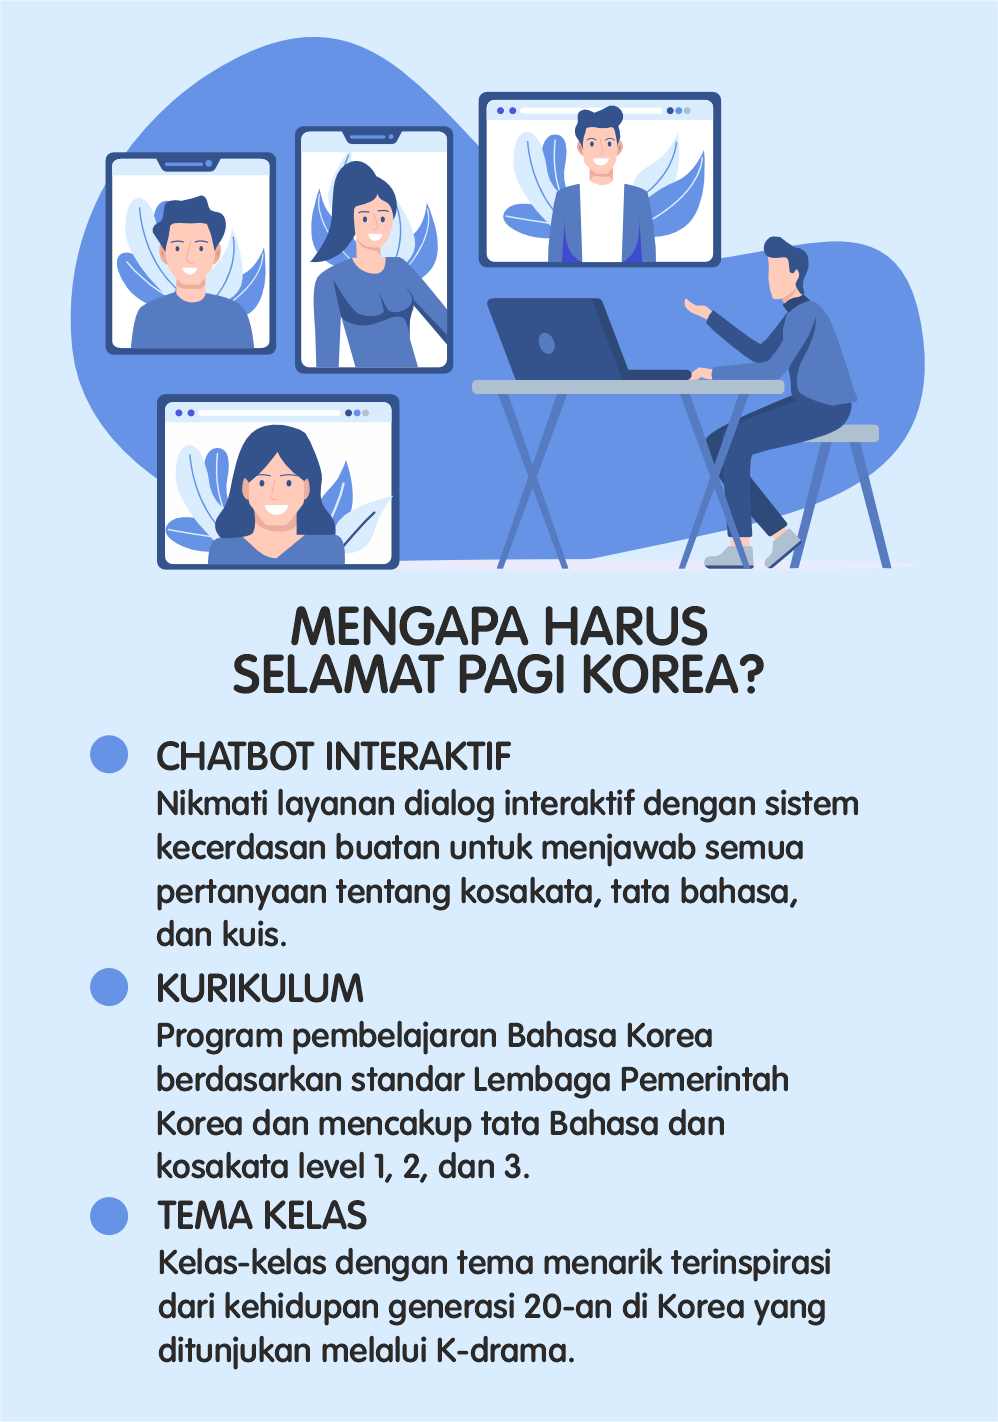 MENGAPA HARUS
SELAMAT PAGI KOREA?
CHATBOT INTERAKTIF
Nikmati layanan dialog interaktif dengan sistem
kecerdasan buatan untuk menjawab semua
pertanyaan tentang kosakata, tata bahasa,
dan kuis.
KURIKULUM
Program pembelajaran Bahasa Korea
berdasarkan standar Lembaga Pemerintah
Korea dan mencakup tata Bahasa dan
kosakata level 1, 2, dan 3.
TEMA KELAS
Kelas-kelas dengan tema menarik terinspirasi
dari kehidupan generasi 20-an di Korea yang
ditunjukan melalui K-drama.